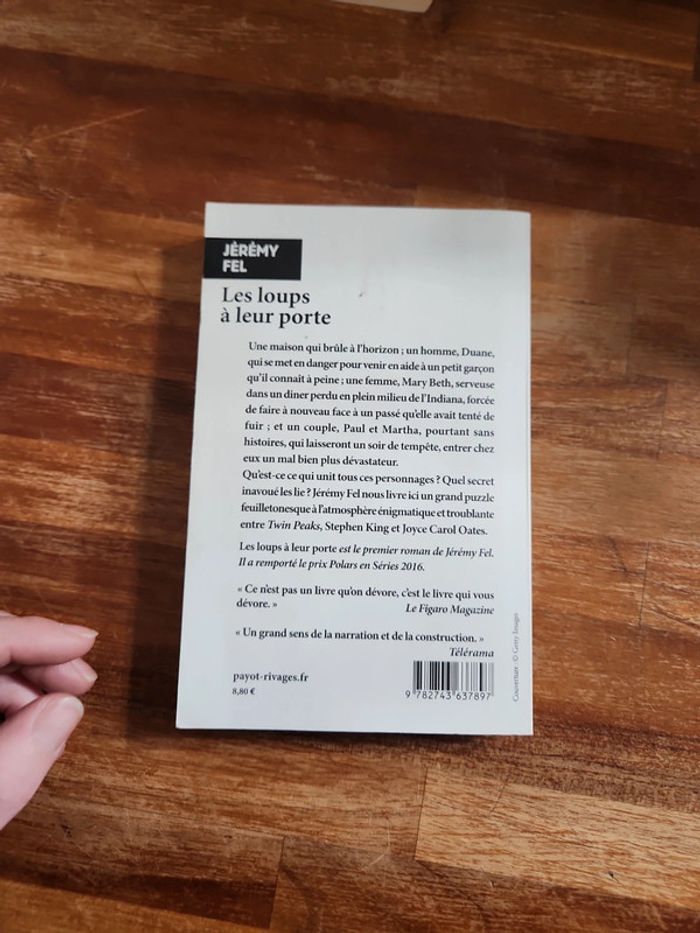 JÉRÉMY
FEL
Les loups
à leur porte
Une maison qui brûle à l'horizon ; un homme, Duane,
qui se met en danger pour venir en aide à un petit garçon
qu'il connaît à peine ; une femme, Mary Beth, serveuse
dans un diner perdu en plein milieu de l'Indiana, forcée
de faire à nouveau face à un passé qu'elle avait tenté de
fuir ; et un couple, Paul et Martha, pourtant sans
histoires, qui laisseront un soir de tempête, entrer chez
eux un mal bien plus dévastateur.
Qu'est-ce ce qui unit tous ces personnages ? Quel secret
inavoué les lie ? Jérémy Fel nous livre ici un grand puzzle
feuilletonesque à l'atmosphère énigmatique et troublante
entre Twin Peaks, Stephen King et Joyce Carol Oates.
Les loups à leur porte est le premier roman de Jérémy Fel.
Il a remporté le prix Polars en Séries 2016.
« Ce n'est pas un livre qu'on dévore, c'est le livre qui vous
dévore. » Le Figaro Magazine
« Un grand sens de la narration et de la construction. »
Télérama
payot-rivages.fr
8,80 €
9 782743 637897
Couverture : © Getty Images